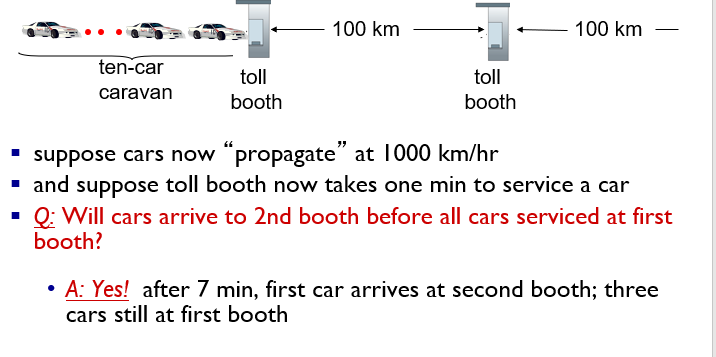 100 km
100 km
ten-car
caravan
toll
booth
toll
booth
▪ suppose cars now “propagate” at 1000 km/hr
▪ and suppose toll booth now takes one min to service a car
▪ Q: Will cars arrive to 2nd booth before all cars serviced at first
booth?
• A: Yes! after 7 min, first car arrives at second booth; three
cars still at first booth